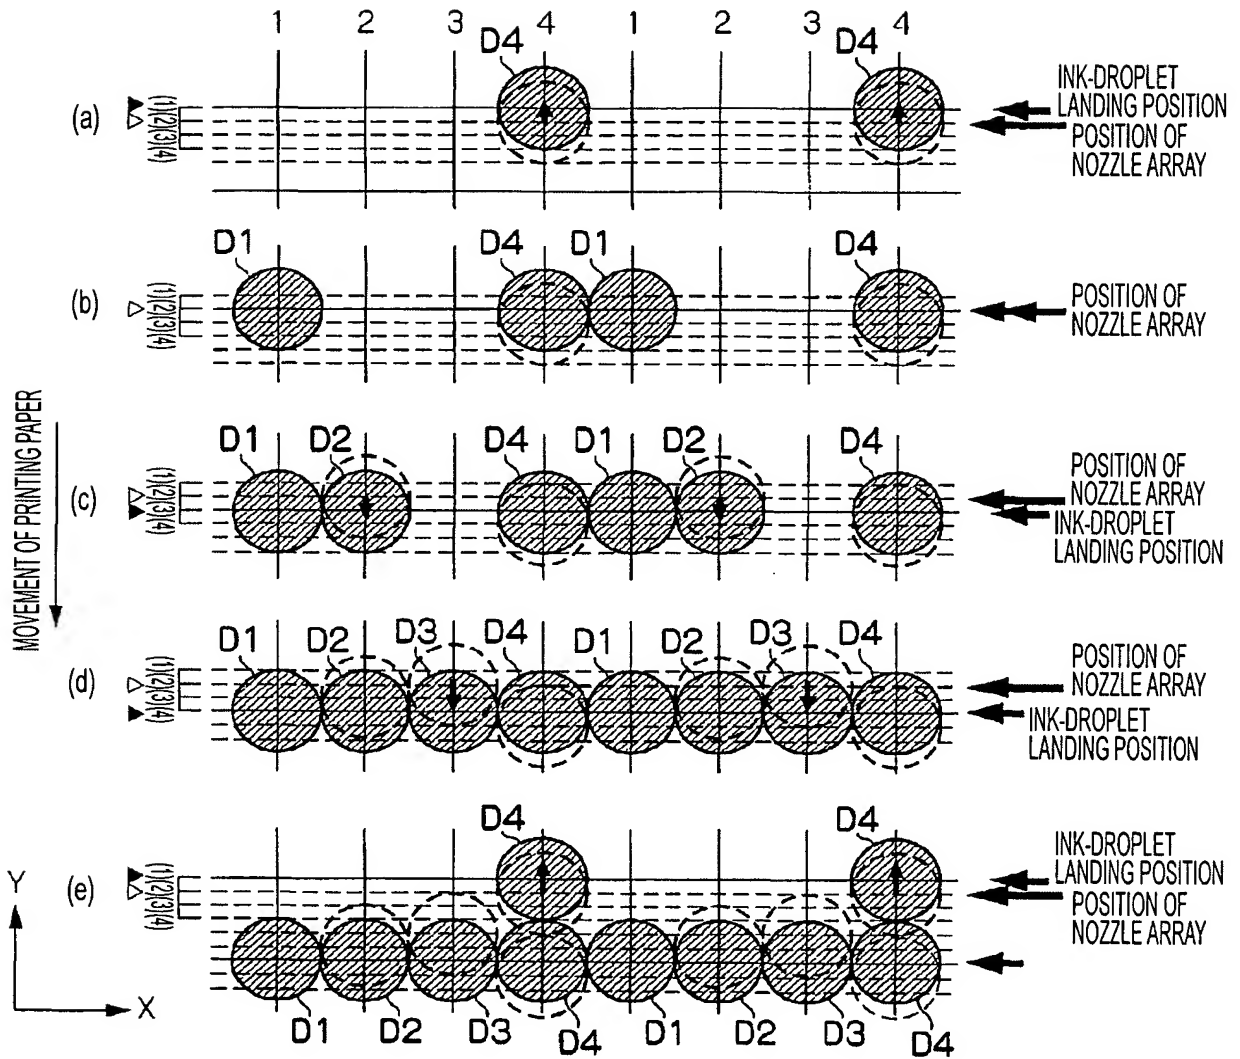 1 2 3 4 1 2 3 4
D4 D4
(a)
(1)(2)(3)(4)
INK-DROPLET
LANDING POSITION
POSITION OF
NOZZLE ARRAY
D1 D4 D1 D4
(b)
(1)(2)(3)(4)
POSITION OF
NOZZLE ARRAY
MOVEMENT OF PRINTING PAPER
D1 D2 D4 D1 D2 D4
(c)
(1)(2)(3)(4)
POSITION OF
NOZZLE ARRAY
INK-DROPLET
LANDING POSITION
D1 D2 D3 D4 D1 D2 D3 D4
(d)
(1)(2)(3)(4)
POSITION OF
NOZZLE ARRAY
INK-DROPLET
LANDING POSITION
D4 D4
(e)
(1)(2)(3)(4)
INK-DROPLET
LANDING POSITION
POSITION OF
NOZZLE ARRAY
Y
X
D1 D2 D3 D4 D1 D2 D3 D4